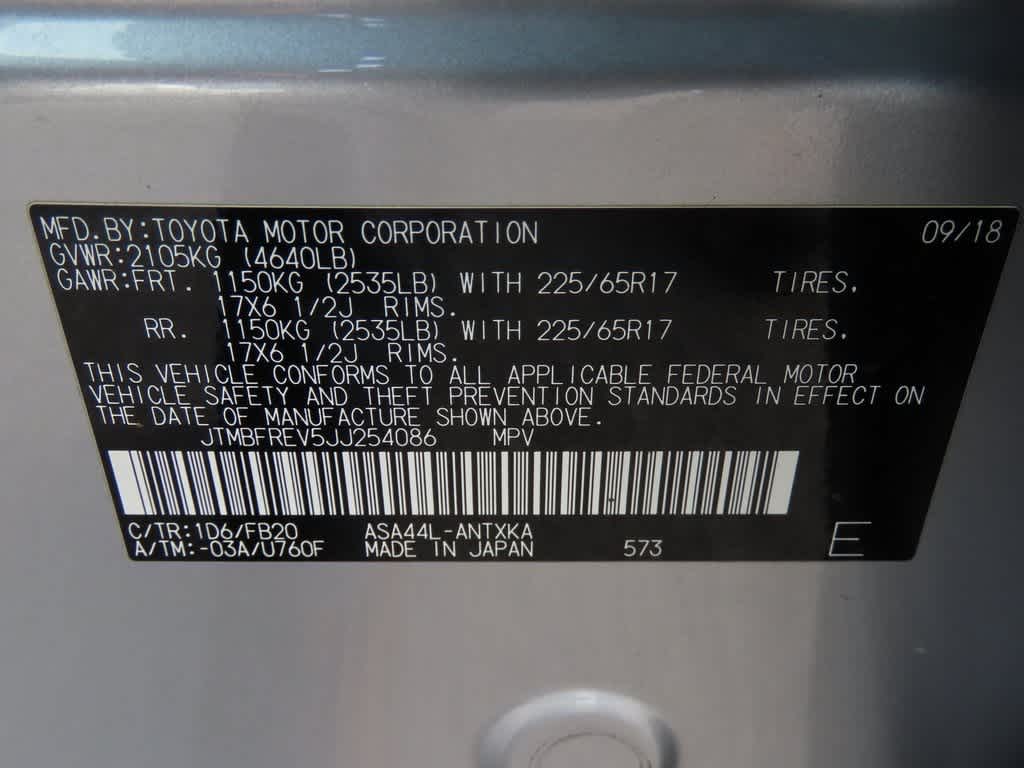 MFD.BY:TOYOTA MOTOR CORPORATION 09/18
GVWR:2105KG (4640LB)
GAWR:FRT. 1150KG (2535LB) WITH 225/65R17 TIRES,
17X6 1/2J RIMS.
RR. 1150KG (2535LB) WITH 225/65R17 TIRES,
17X6 1/2J RIMS.
THIS VEHICLE CONFORMS TO ALL APPLICABLE FEDERAL MOTOR
VEHICLE SAFETY AND THEFT PREVENTION STANDARDS IN EFFECT ON
THE DATE OF MANUFACTURE SHOWN ABOVE.
JTMBFREV5JJ254086 MPV
C/TR:1D6/FB20 ASA44L-ANTXKA
A/TM:-03A/U760F MADE IN JAPAN 573 E